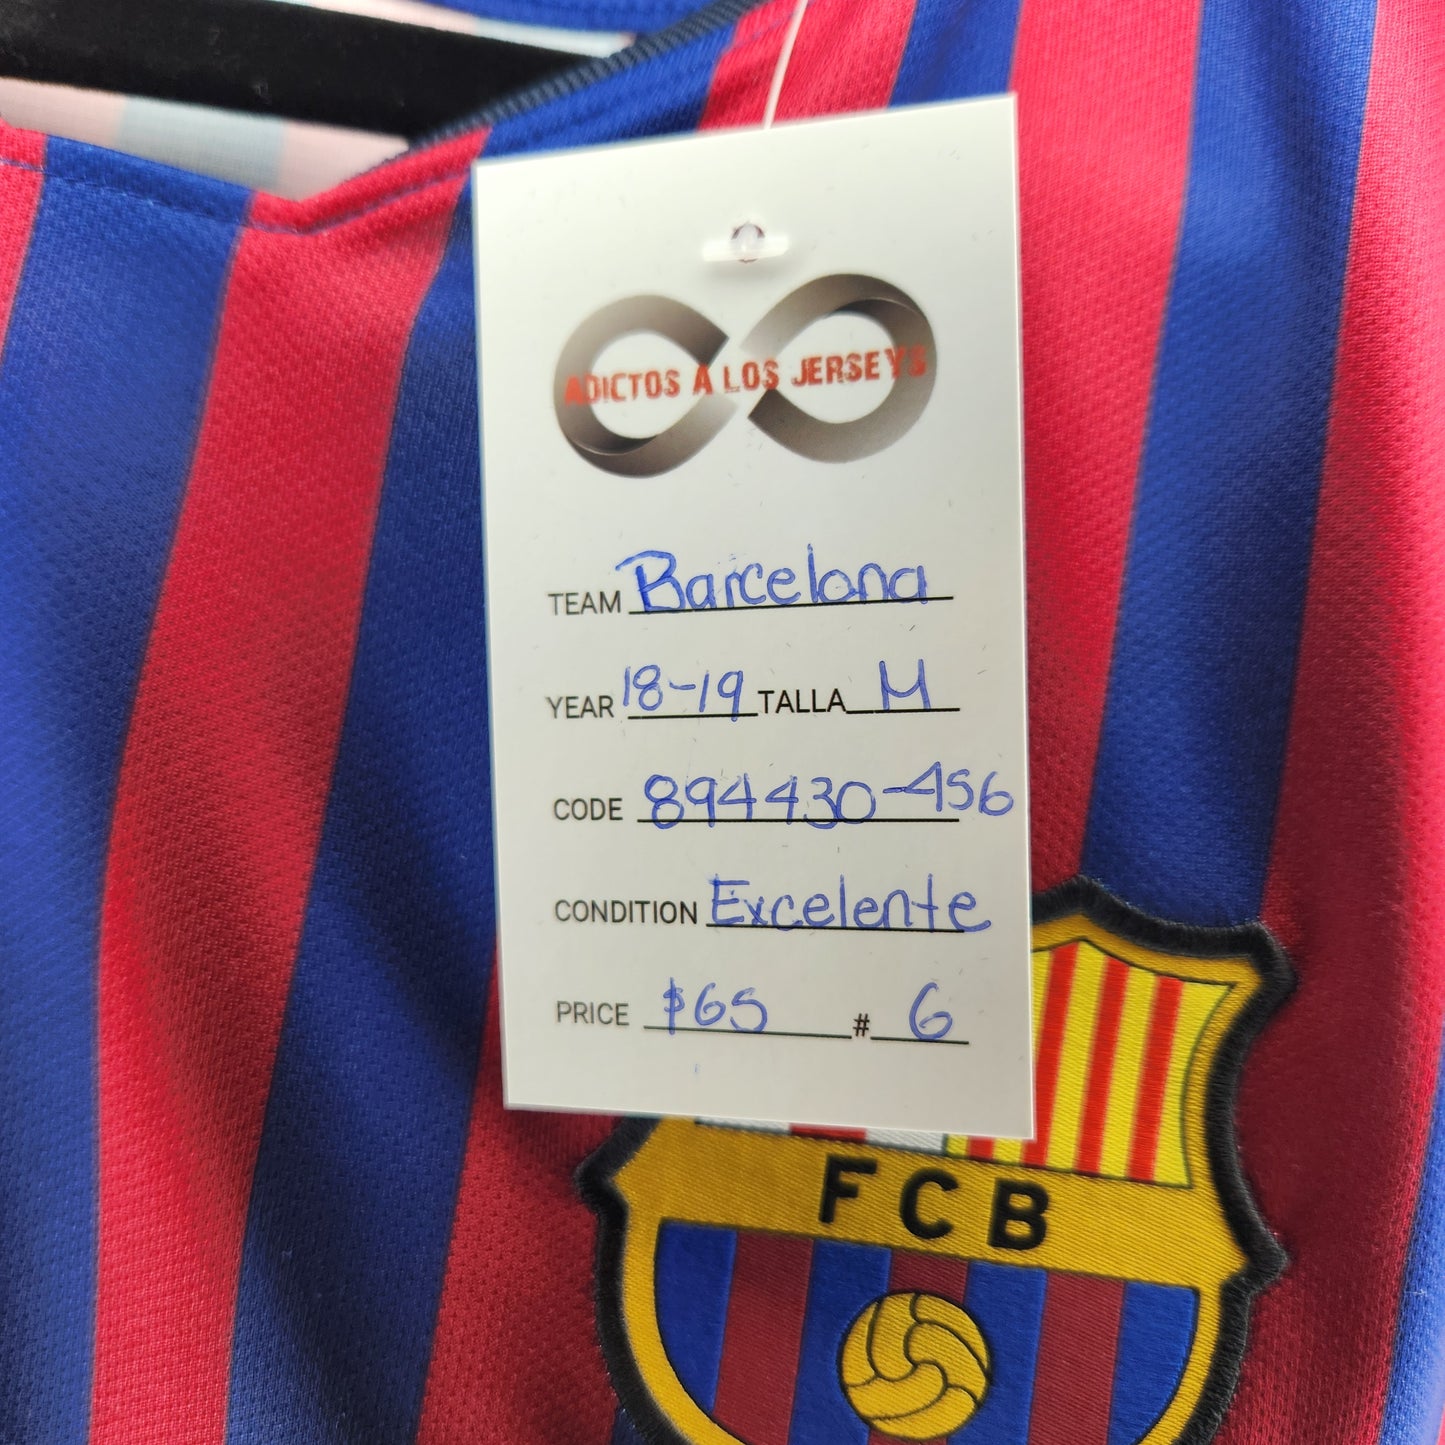 ADICTOS A LOS JERSEYS
TEAM Barcelona
YEAR 18-19 TALLA M
CODE 894430-456
CONDITION Excelente
PRICE $65 # 6
FCB